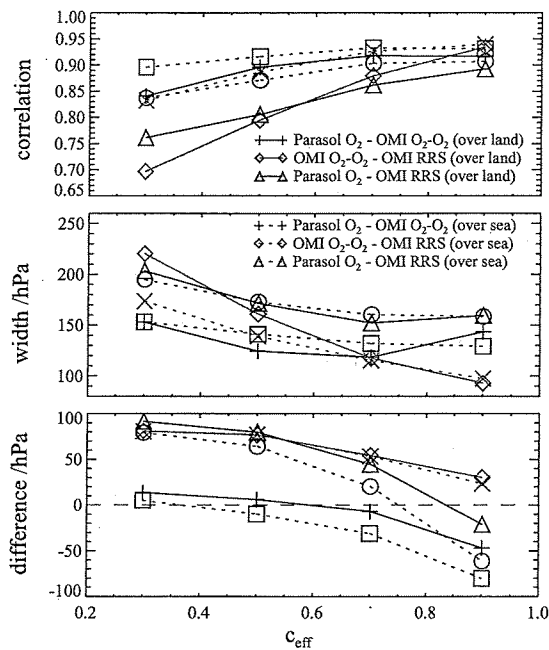 correlation
1.00
0.95
0.90
0.85
0.80
0.75
0.70
0.65
Parasol O₂ - OMI O₂-O₂ (over land)
OMI O₂-O₂ - OMI RRS (over land)
Parasol O₂ - OMI RRS (over land)
width /hPa
250
200
150
100
Parasol O₂ - OMI O₂-O₂ (over sea)
OMI O₂-O₂ - OMI RRS (over sea)
Parasol O₂ - OMI RRS (over sea)
difference /hPa
100
50
0
-50
-100
0.2 0.4 0.6 0.8 1.0
c_eff